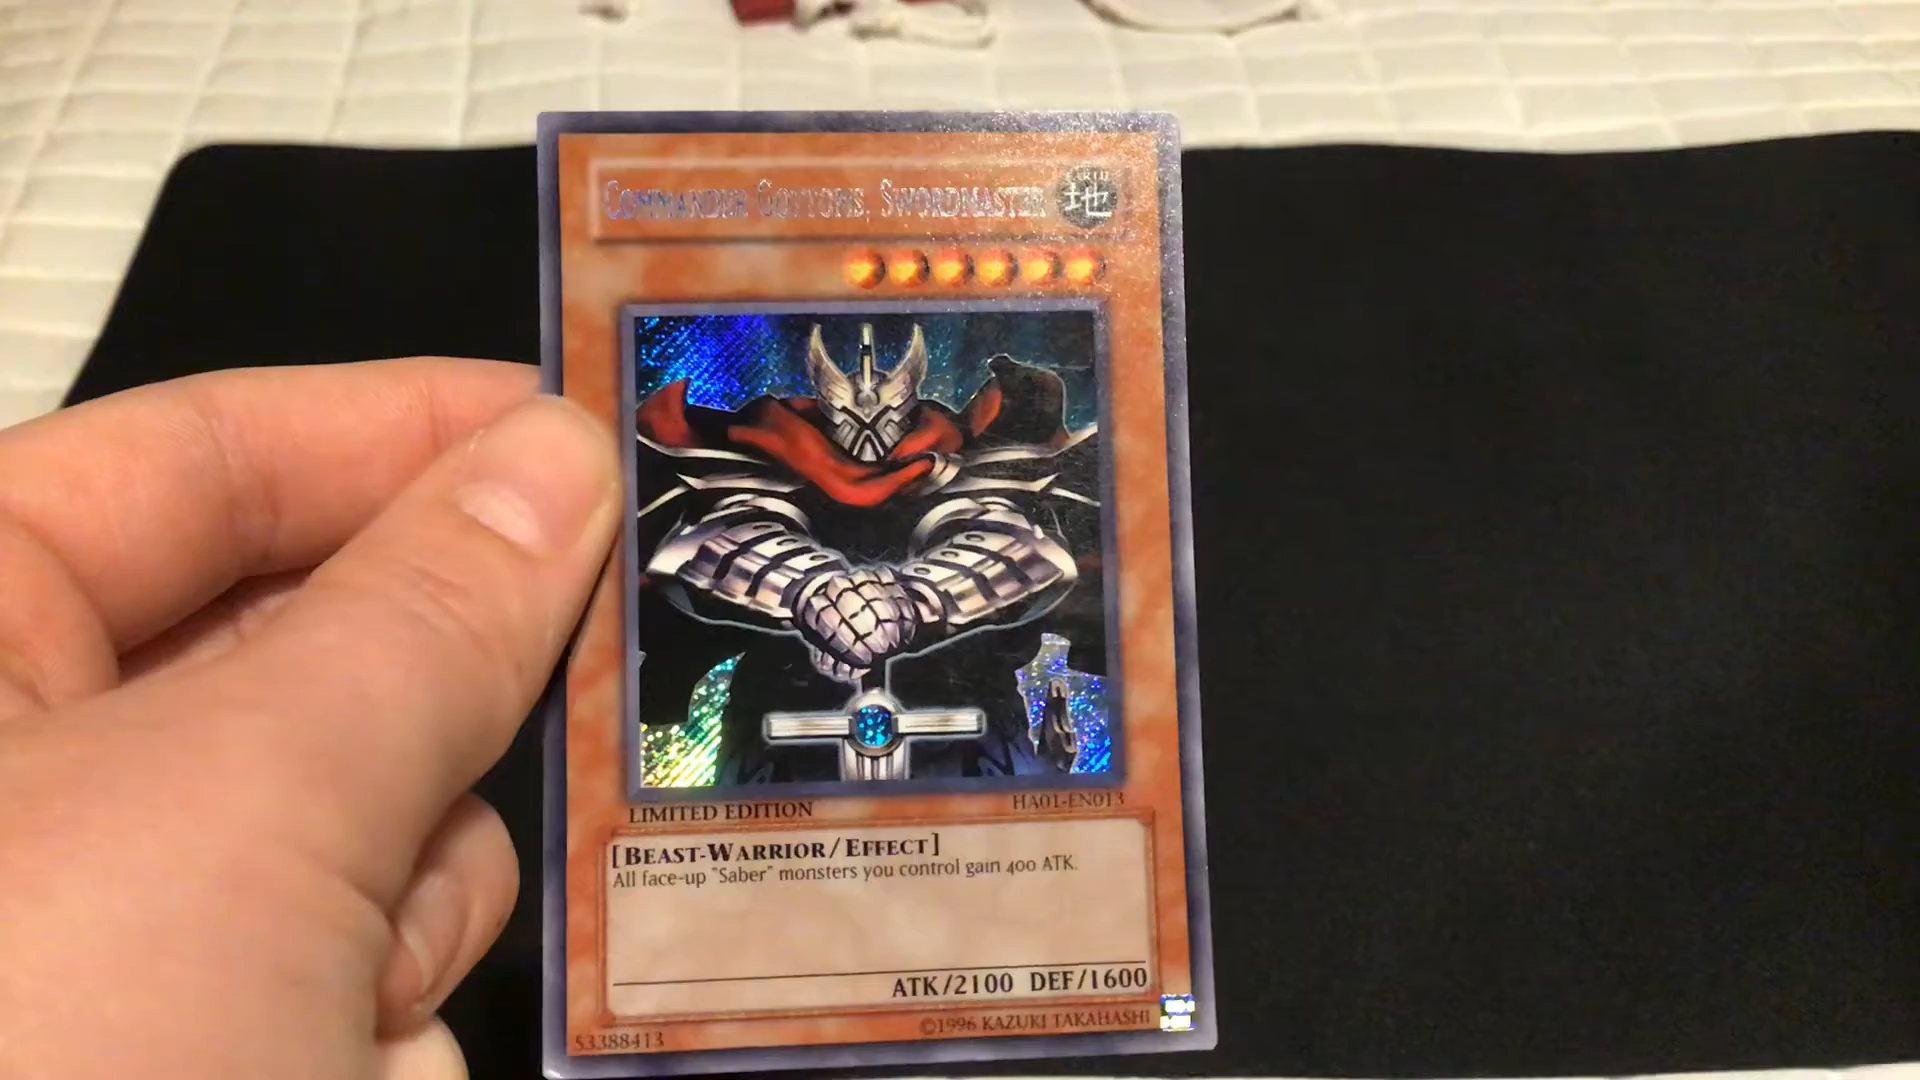 Commander Gottoms, Swordmaster
EARTH
地
LIMITED EDITION
HA01-EN013
[Beast-Warrior/Effect]
All face-up "Saber" monsters you control gain 400 ATK.
ATK/2100 DEF/1600
53388413
©1996 KAZUKI TAKAHASHI